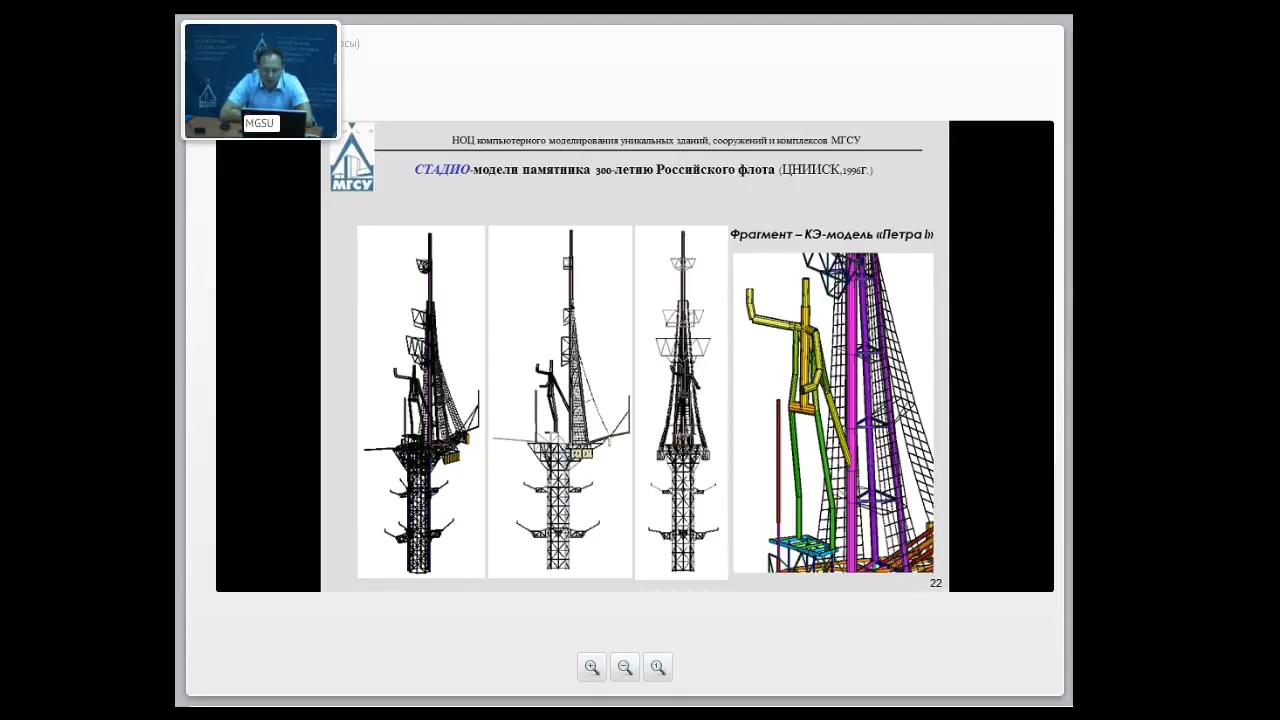 осы)
MGSU
МГСУ
НОЦ компьютерного моделирования уникальных зданий, сооружений и комплексов МГСУ
СТАДИО-модели памятника 300-летию Российского флота (ЦНИИСК,1996г.)
Фрагмент – КЭ-модель «Петра I»
22